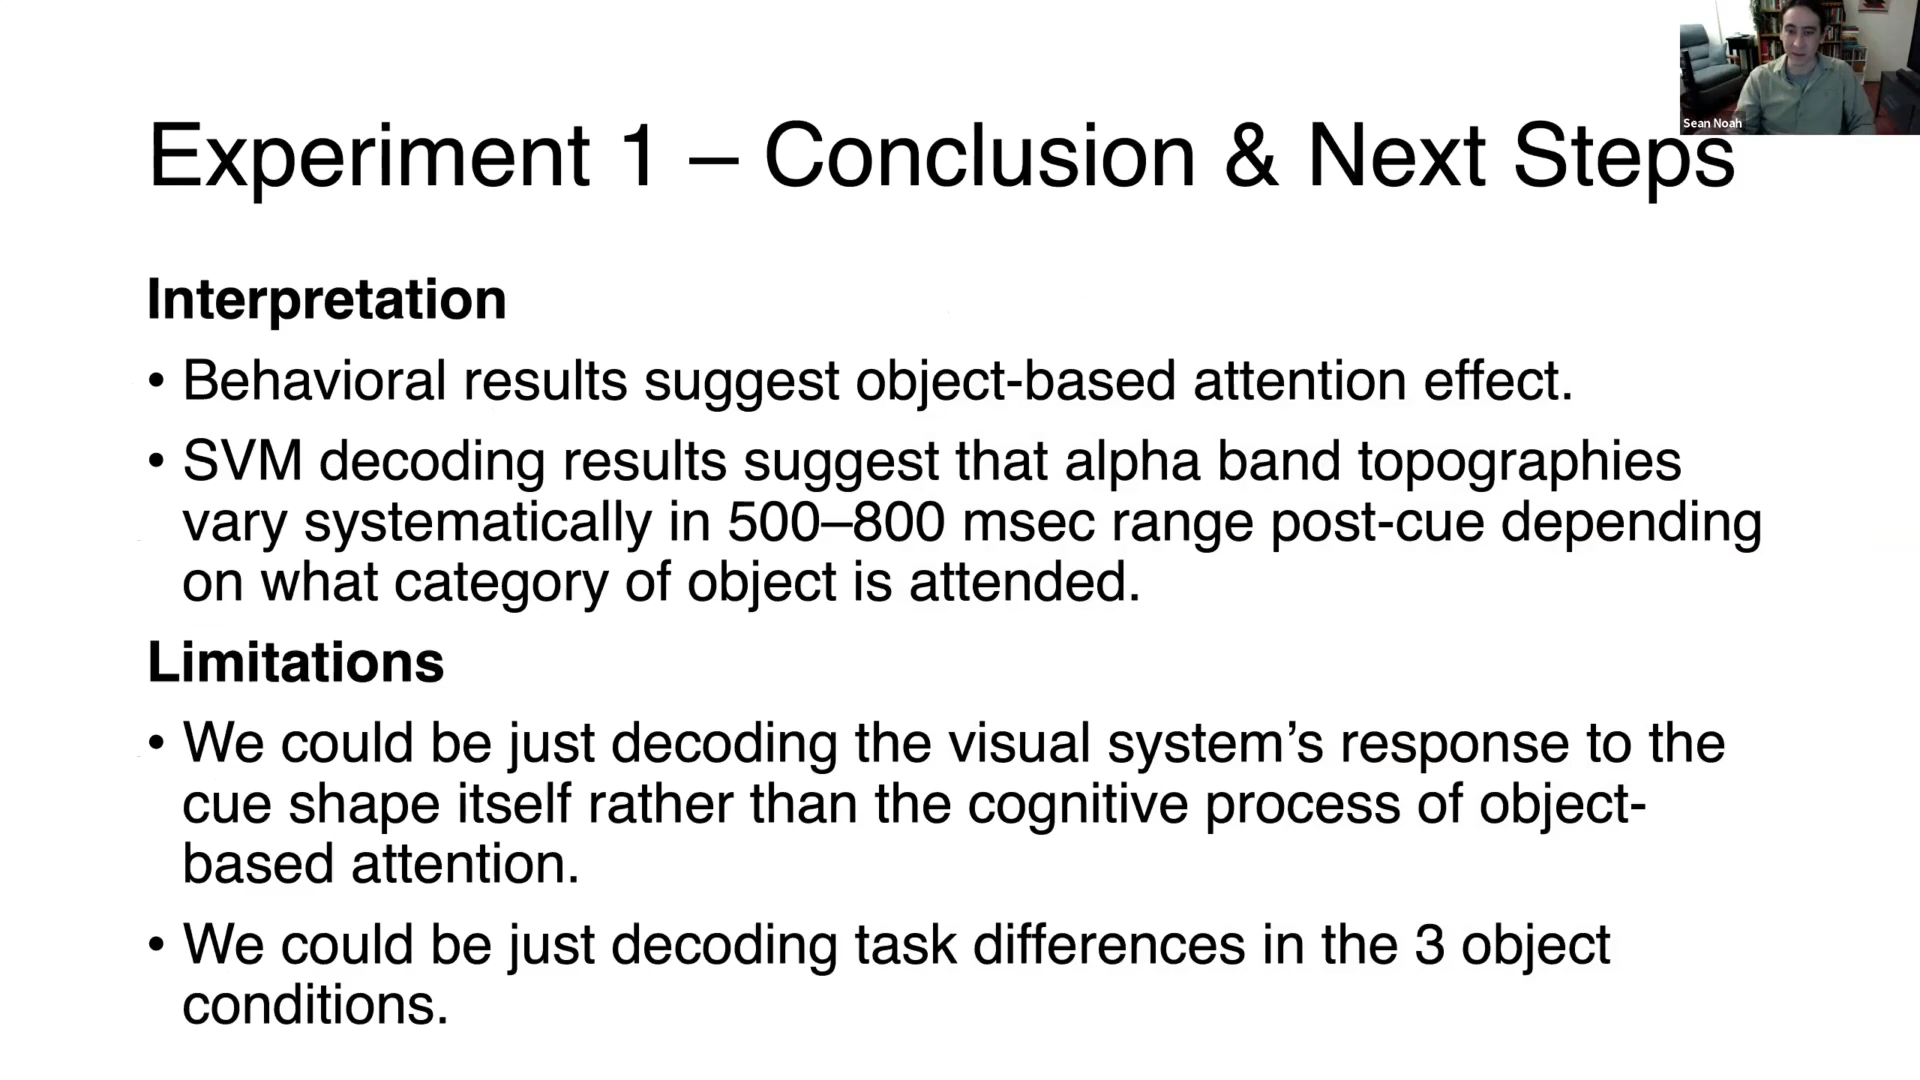 Sean Noah
Experiment 1 – Conclusion & Next Steps
Interpretation
• Behavioral results suggest object-based attention effect.
• SVM decoding results suggest that alpha band topographies
vary systematically in 500–800 msec range post-cue depending
on what category of object is attended.
Limitations
• We could be just decoding the visual system’s response to the
cue shape itself rather than the cognitive process of object-
based attention.
• We could be just decoding task differences in the 3 object
conditions.